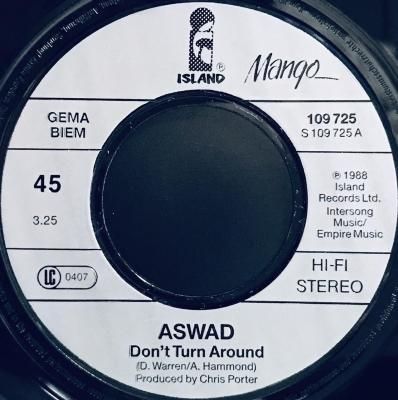 ISLAND
Mango
GEMA
BIEM
109 725
S 109 725 A
45
3.25
℗ 1988
Island
Records Ltd.
Intersong
Music/
Empire Music
LC 0407
HI-FI
STEREO
ASWAD
Don't Turn Around
(D. Warren/A. Hammond)
Produced by Chris Porter